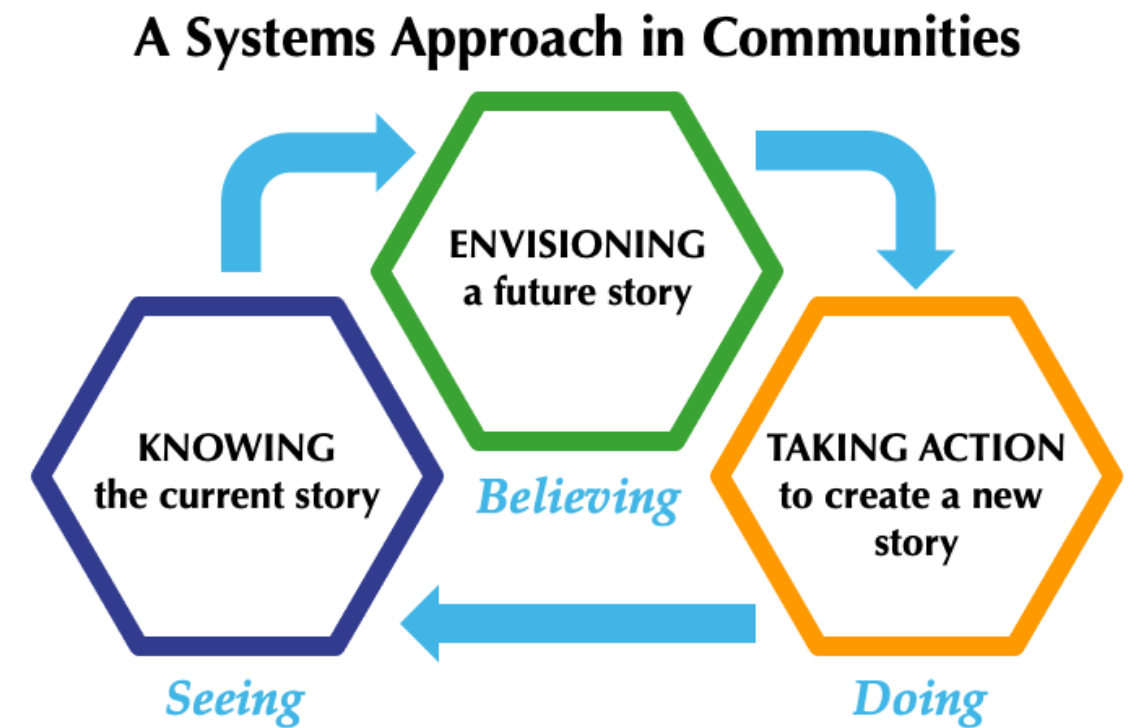 A Systems Approach in Communities
ENVISIONING
a future story
KNOWING
the current story
Believing
TAKING ACTION
to create a new
story
Seeing
Doing